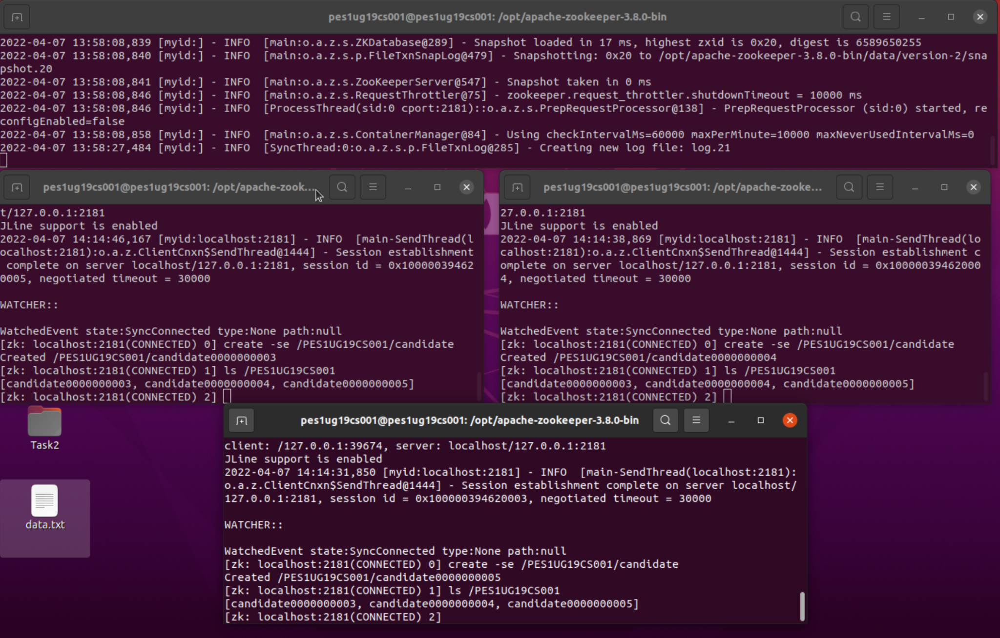 pes1ug19cs001@pes1ug19cs001: /opt/apache-zookeeper-3.8.0-bin
2022-04-07 13:58:08,839 [myid:] - INFO  [main:o.a.z.s.ZKDatabase@289] - Snapshot loaded in 17 ms, highest zxid is 0x20, digest is 6589650255
2022-04-07 13:58:08,840 [myid:] - INFO  [main:o.a.z.s.p.FileTxnSnapLog@479] - Snapshotting: 0x20 to /opt/apache-zookeeper-3.8.0-bin/data/version-2/sna
pshot.20
2022-04-07 13:58:08,841 [myid:] - INFO  [main:o.a.z.s.ZooKeeperServer@547] - Snapshot taken in 0 ms
2022-04-07 13:58:08,846 [myid:] - INFO  [main:o.a.z.s.RequestThrottler@75] - zookeeper.request_throttler.shutdownTimeout = 10000 ms
2022-04-07 13:58:08,846 [myid:] - INFO  [ProcessThread(sid:0 cport:2181)::o.a.z.s.PrepRequestProcessor@138] - PrepRequestProcessor (sid:0) started, re
configEnabled=false
2022-04-07 13:58:08,858 [myid:] - INFO  [main:o.a.z.s.ContainerManager@84] - Using checkIntervalMs=60000 maxPerMinute=10000 maxNeverUsedIntervalMs=0
2022-04-07 13:58:27,484 [myid:] - INFO  [SyncThread:0:o.a.z.s.p.FileTxnLog@285] - Creating new log file: log.21
pes1ug19cs001@pes1ug19cs001: /opt/apache-zook...
t/127.0.0.1:2181
JLine support is enabled
2022-04-07 14:14:46,167 [myid:localhost:2181] - INFO  [main-SendThread(l
ocalhost:2181):o.a.z.ClientCnxn$SendThread@1444] - Session establishment
 complete on server localhost/127.0.0.1:2181, session id = 0x10000039462
0005, negotiated timeout = 30000
WATCHER::
WatchedEvent state:SyncConnected type:None path:null
[zk: localhost:2181(CONNECTED) 0] create -se /PES1UG19CS001/candidate
Created /PES1UG19CS001/candidate0000000003
[zk: localhost:2181(CONNECTED) 1] ls /PES1UG19CS001
[candidate0000000003, candidate0000000004, candidate0000000005]
[zk: localhost:2181(CONNECTED) 2]
pes1ug19cs001@pes1ug19cs001: /opt/apache-zooke...
27.0.0.1:2181
JLine support is enabled
2022-04-07 14:14:38,869 [myid:localhost:2181] - INFO  [main-SendThread(lo
calhost:2181):o.a.z.ClientCnxn$SendThread@1444] - Session establishment c
omplete on server localhost/127.0.0.1:2181, session id = 0x10000039462000
4, negotiated timeout = 30000
WATCHER::
WatchedEvent state:SyncConnected type:None path:null
[zk: localhost:2181(CONNECTED) 0] create -se /PES1UG19CS001/candidate
Created /PES1UG19CS001/candidate0000000004
[zk: localhost:2181(CONNECTED) 1] ls /PES1UG19CS001
[candidate0000000003, candidate0000000004, candidate0000000005]
[zk: localhost:2181(CONNECTED) 2]
Task2
data.txt
pes1ug19cs001@pes1ug19cs001: /opt/apache-zookeeper-3.8.0-bin
client: /127.0.0.1:39674, server: localhost/127.0.0.1:2181
JLine support is enabled
2022-04-07 14:14:31,850 [myid:localhost:2181] - INFO  [main-SendThread(localhost:2181):
o.a.z.ClientCnxn$SendThread@1444] - Session establishment complete on server localhost/
127.0.0.1:2181, session id = 0x100000394620003, negotiated timeout = 30000
WATCHER::
WatchedEvent state:SyncConnected type:None path:null
[zk: localhost:2181(CONNECTED) 0] create -se /PES1UG19CS001/candidate
Created /PES1UG19CS001/candidate0000000005
[zk: localhost:2181(CONNECTED) 1] ls /PES1UG19CS001
[candidate0000000003, candidate0000000004, candidate0000000005]
[zk: localhost:2181(CONNECTED) 2]